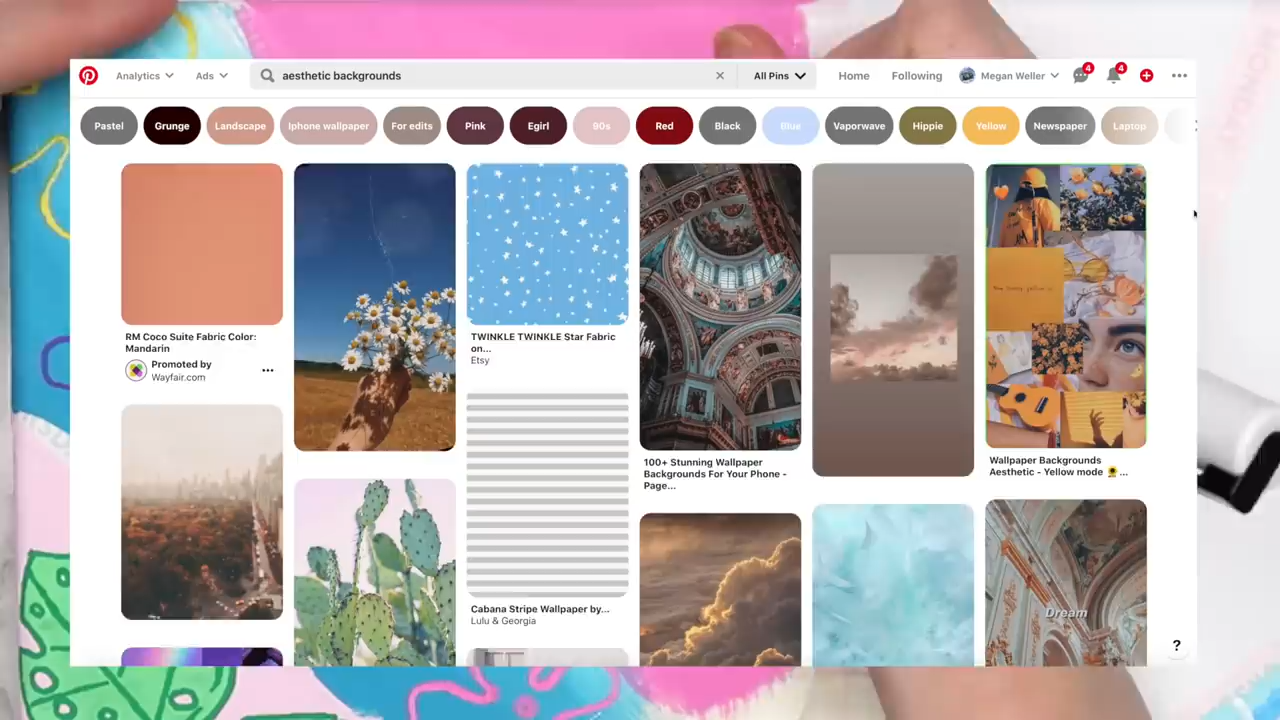 Analytics
Ads
aesthetic backgrounds
All Pins
Home
Following
Megan Weller
4
4
Pastel
Grunge
Landscape
Iphone wallpaper
For edits
Pink
Egirl
90s
Red
Black
Blue
Vaporwave
Hippie
Yellow
Newspaper
Laptop
RM Coco Suite Fabric Color:
Mandarin
Promoted by
Wayfair.com
TWINKLE TWINKLE Star Fabric
on...
Etsy
Cabana Stripe Wallpaper by...
Lulu & Georgia
100+ Stunning Wallpaper
Backgrounds For Your Phone -
Page...
Wallpaper Backgrounds
Aesthetic - Yellow mode 🌻...
Dream
?